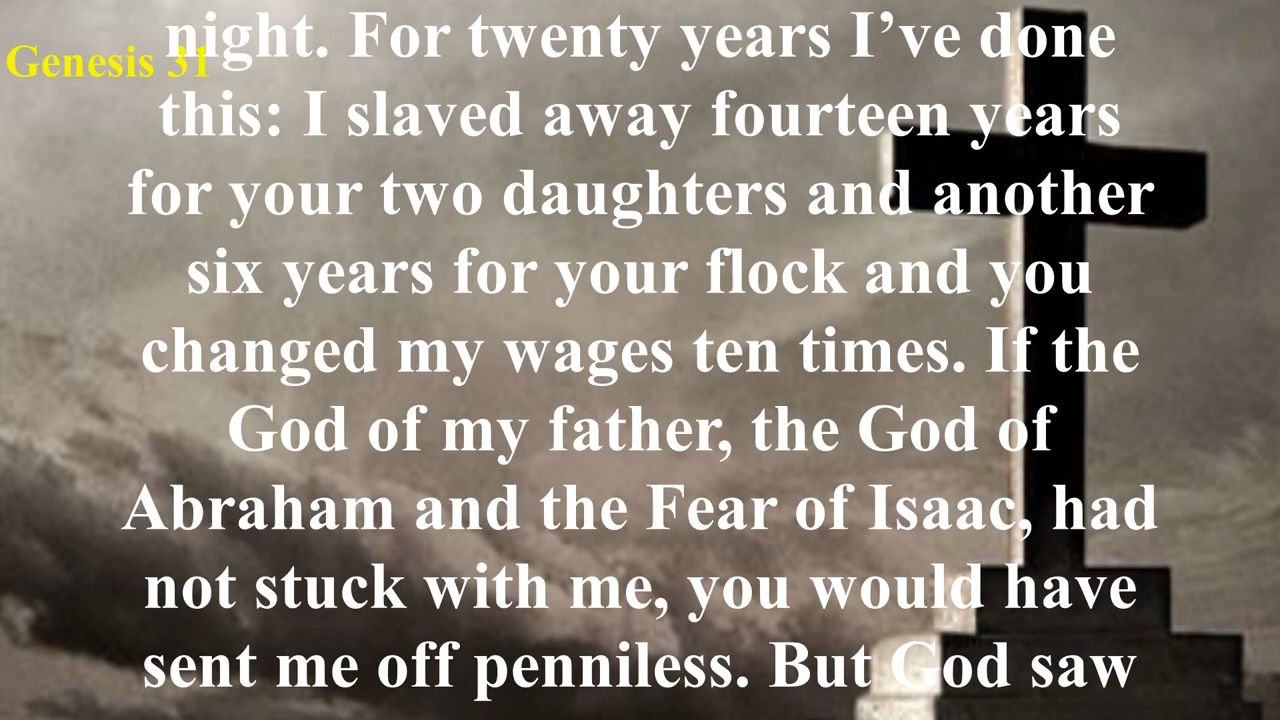 Genesis 31
night. For twenty years I’ve done
this: I slaved away fourteen years
for your two daughters and another
six years for your flock and you
changed my wages ten times. If the
God of my father, the God of
Abraham and the Fear of Isaac, had
not stuck with me, you would have
sent me off penniless. But God saw